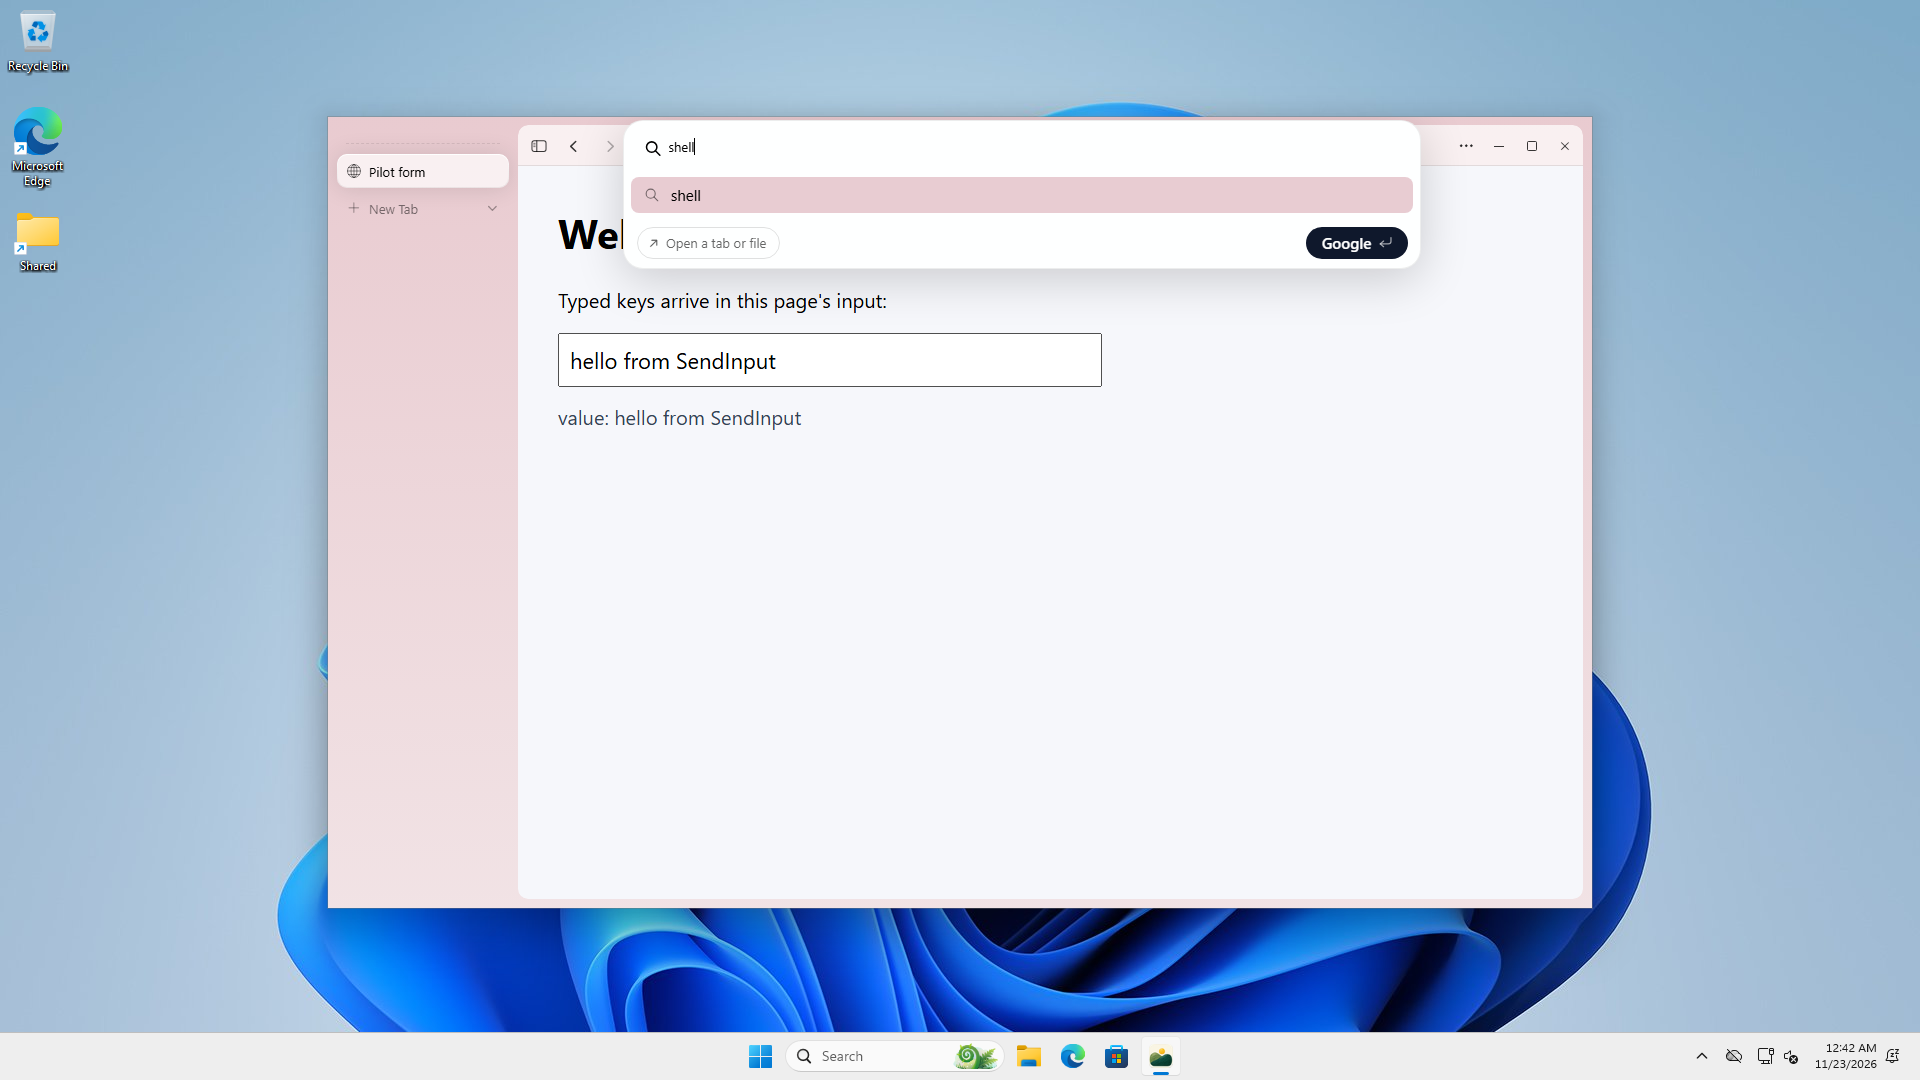 Recycle Bin
Microsoft
Edge
Shared
Pilot form
New Tab
shell
shell
Open a tab or file
Google
Typed keys arrive in this page's input:
hello from SendInput
value: hello from SendInput
Search
12:42 AM
11/23/2026